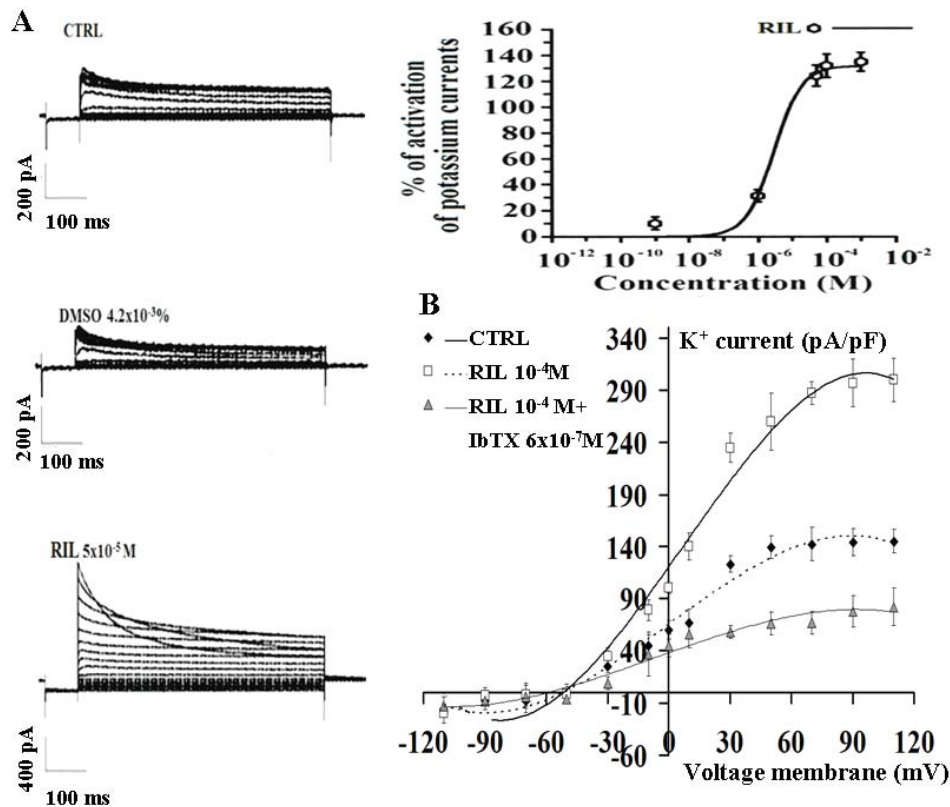 A
CTRL
200 pA
100 ms
DMSO 4.2x10⁻³%
200 pA
100 ms
RIL 5x10⁻⁵ M
400 pA
100 ms
RIL
% of activation
of potassium currents
160
140
120
100
80
60
40
20
0
10⁻¹² 10⁻¹⁰ 10⁻⁸ 10⁻⁶ 10⁻⁴ 10⁻²
Concentration (M)
B
CTRL
RIL 10⁻⁴M
RIL 10⁻⁴ M+
IbTX 6x10⁻⁷M
K⁺ current (pA/pF)
340
290
240
190
140
90
40
-10
-60
-120 -90 -60 -30 0 30 60 90 120
Voltage membrane (mV)